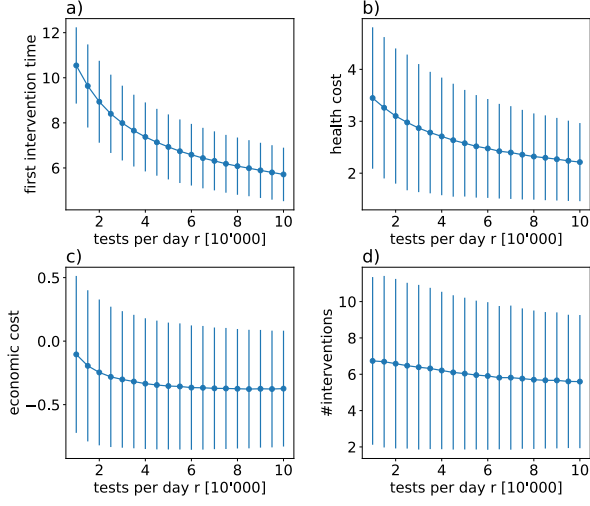 a)
first intervention time
12
10
8
6
2 4 6 8 10
tests per day r [10'000]
b)
health cost
4
3
2
2 4 6 8 10
tests per day r [10'000]
c)
economic cost
0.5
0.0
−0.5
2 4 6 8 10
tests per day r [10'000]
d)
#interventions
10
8
6
4
2
2 4 6 8 10
tests per day r [10'000]